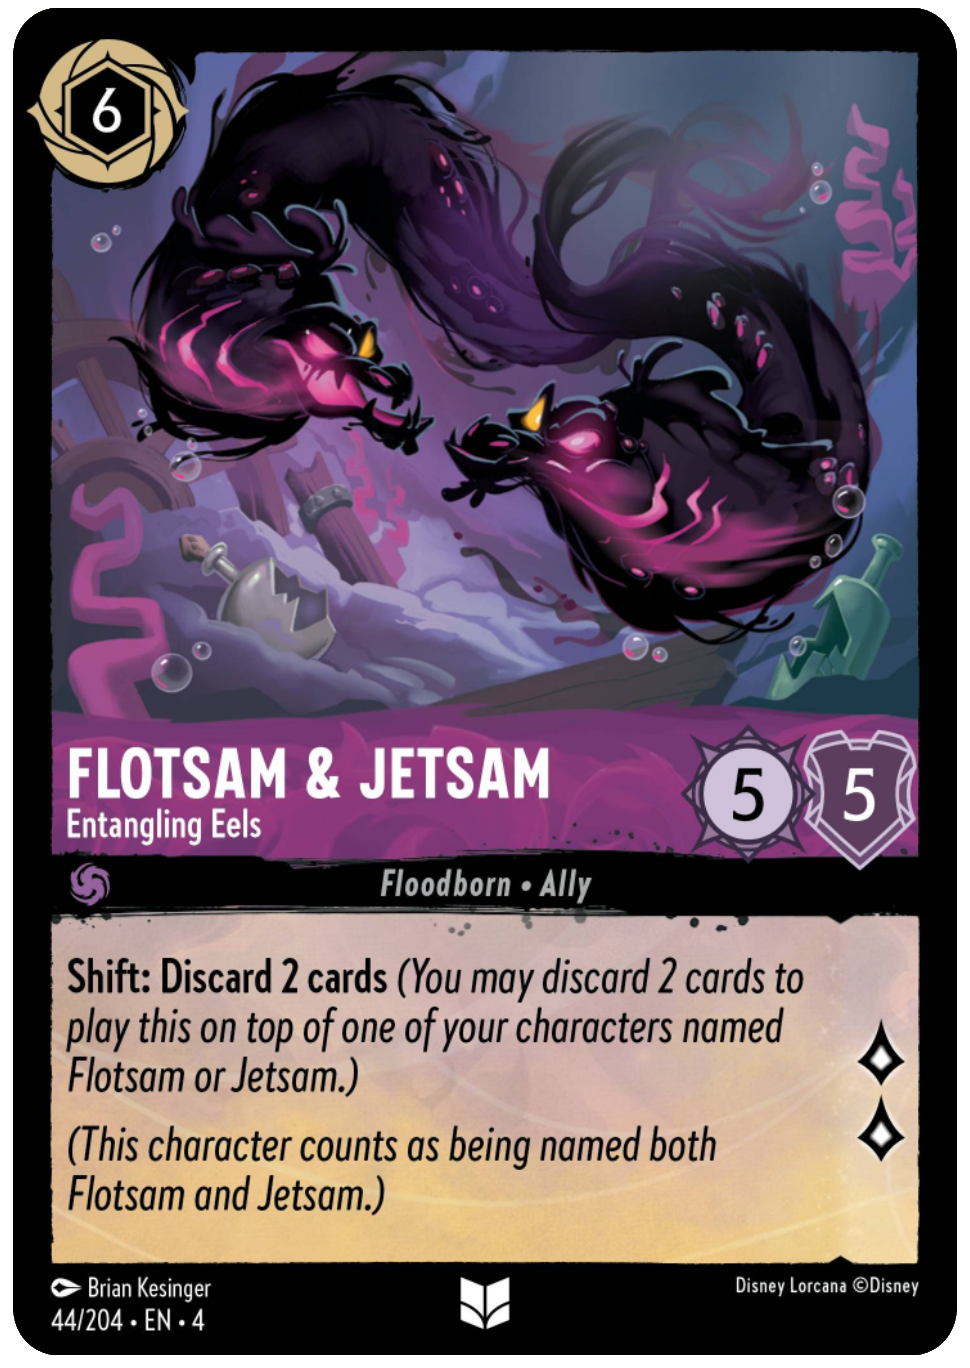 6
FLOTSAM & JETSAM
Entangling Eels
5 5
Floodborn • Ally
Shift: Discard 2 cards (You may discard 2 cards to
play this on top of one of your characters named
Flotsam or Jetsam.)
(This character counts as being named both
Flotsam and Jetsam.)
Brian Kesinger
44/204 • EN • 4
Disney Lorcana ©Disney